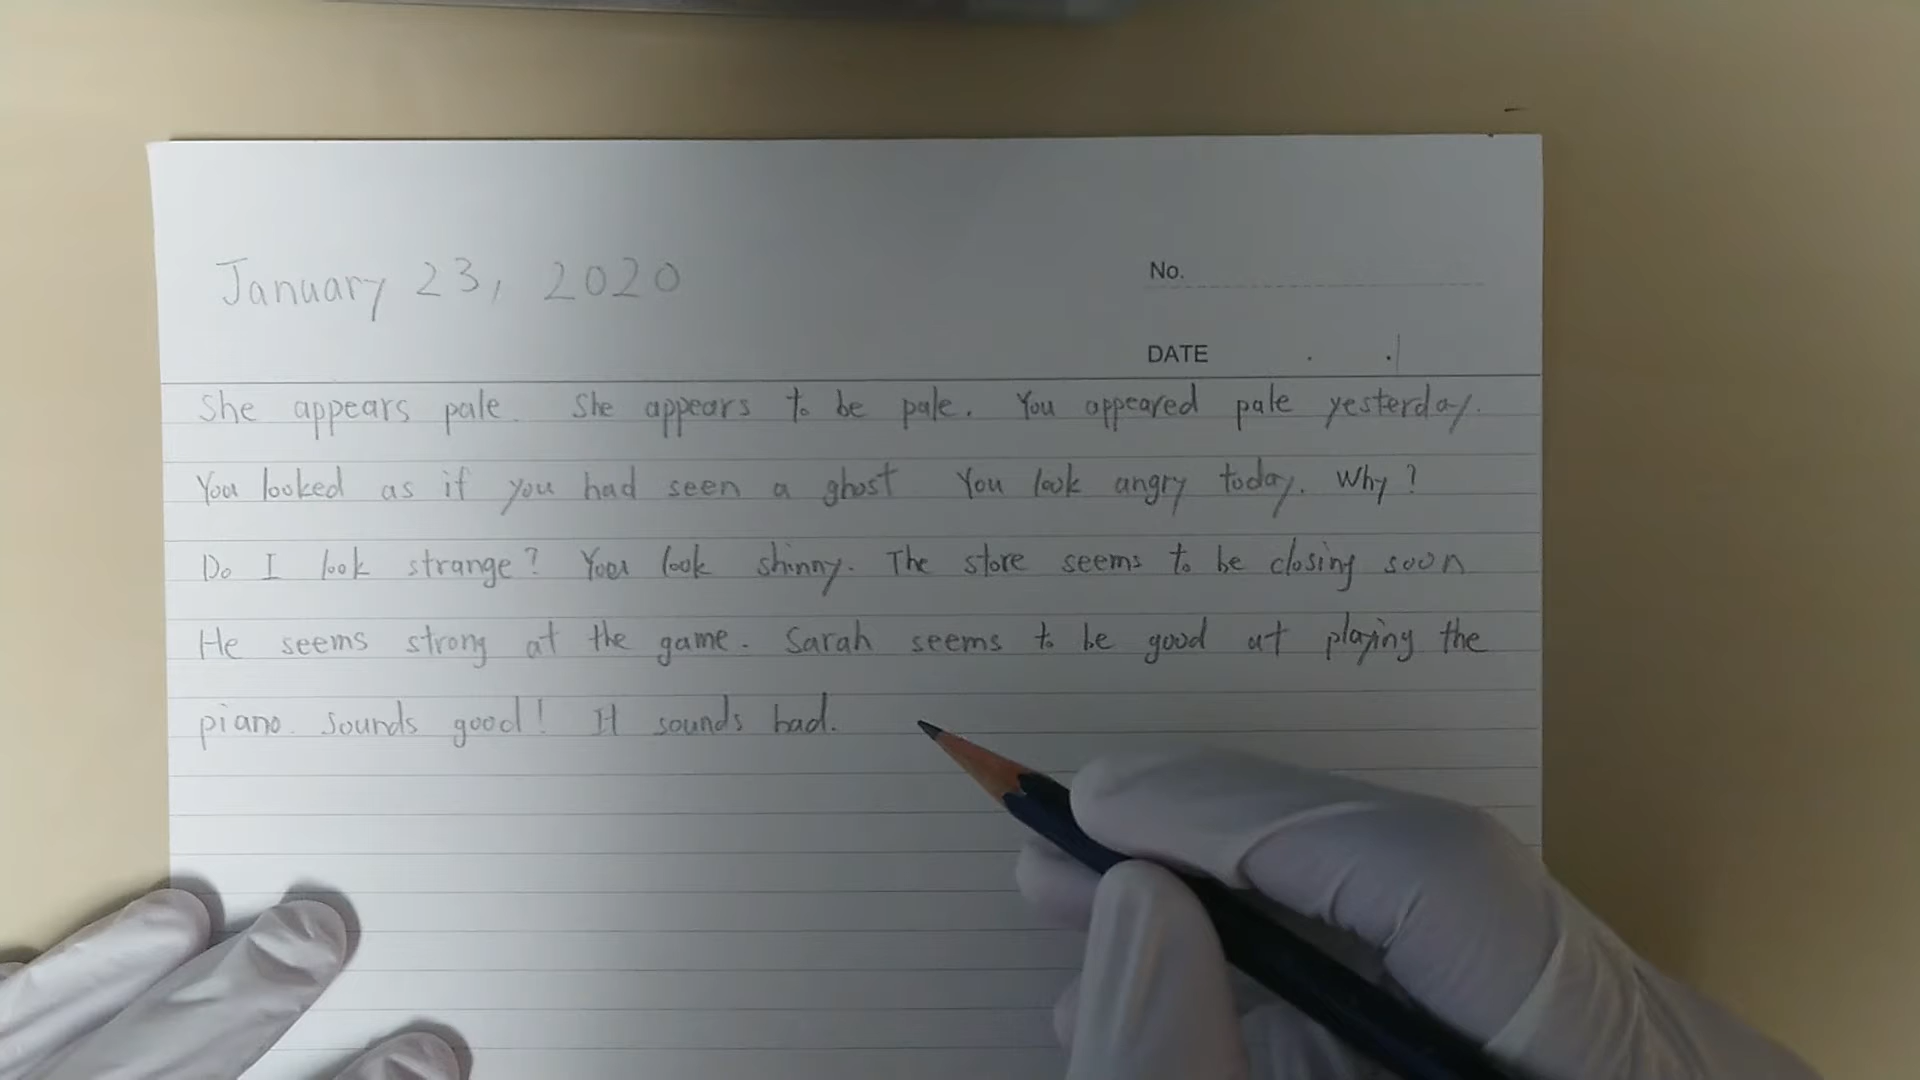 January 23, 2020
No.
DATE . .
She appears pale. She appears to be pale. You appeared pale yesterday.
You looked as if you had seen a ghost You look angry today. Why?
Do I look strange? You look shinny. The store seems to be closing soon
He seems strong at the game. Sarah seems to be good at playing the
piano. Sounds good! It sounds bad.